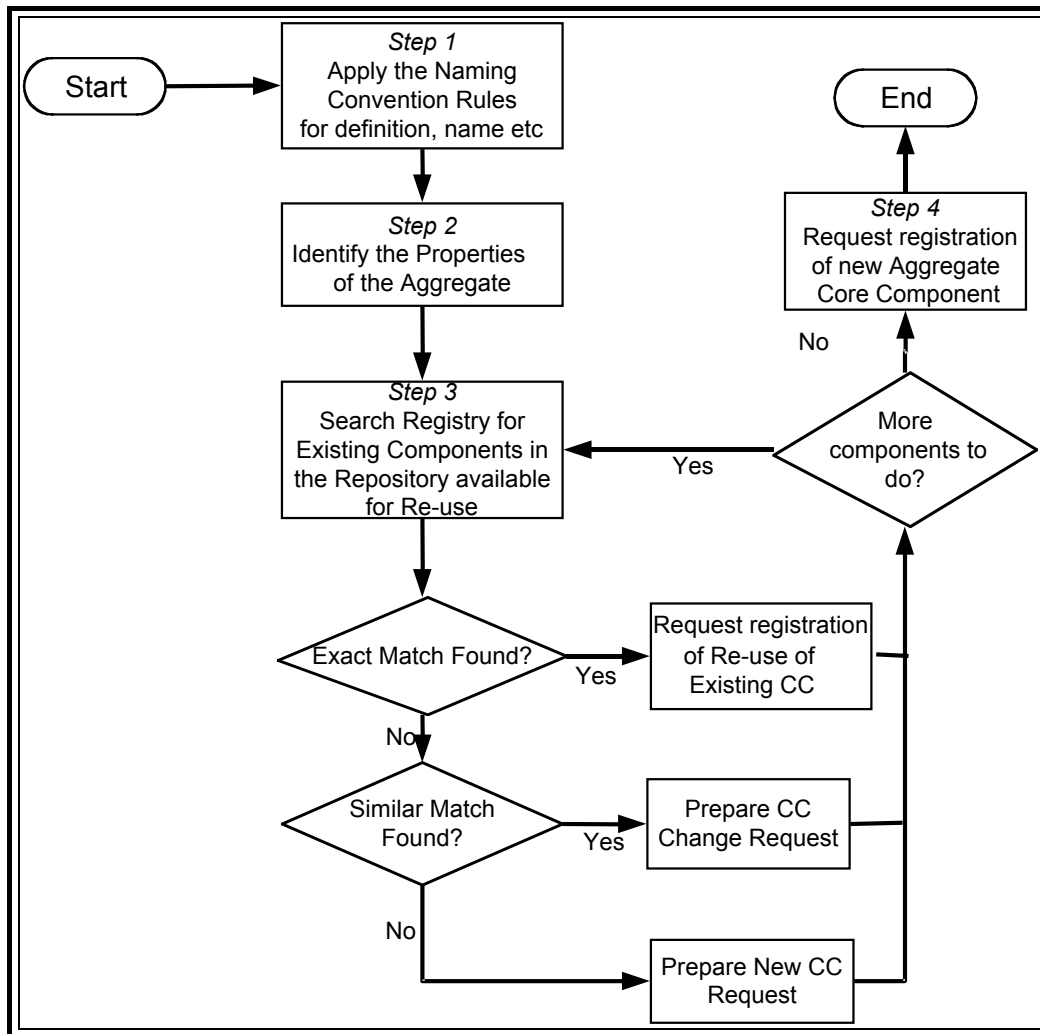 Start
Step 1
Apply the Naming
Convention Rules
for definition, name etc
Step 2
Identify the Properties
of the Aggregate
Step 3
Search Registry for
Existing Components in
the Repository available
for Re-use
Exact Match Found?
Yes
Request registration
of Re-use of
Existing CC
No
Similar Match
Found?
Yes
Prepare CC
Change Request
No
Prepare New CC
Request
More
components to
do?
Yes
No
Step 4
Request registration
of new Aggregate
Core Component
End